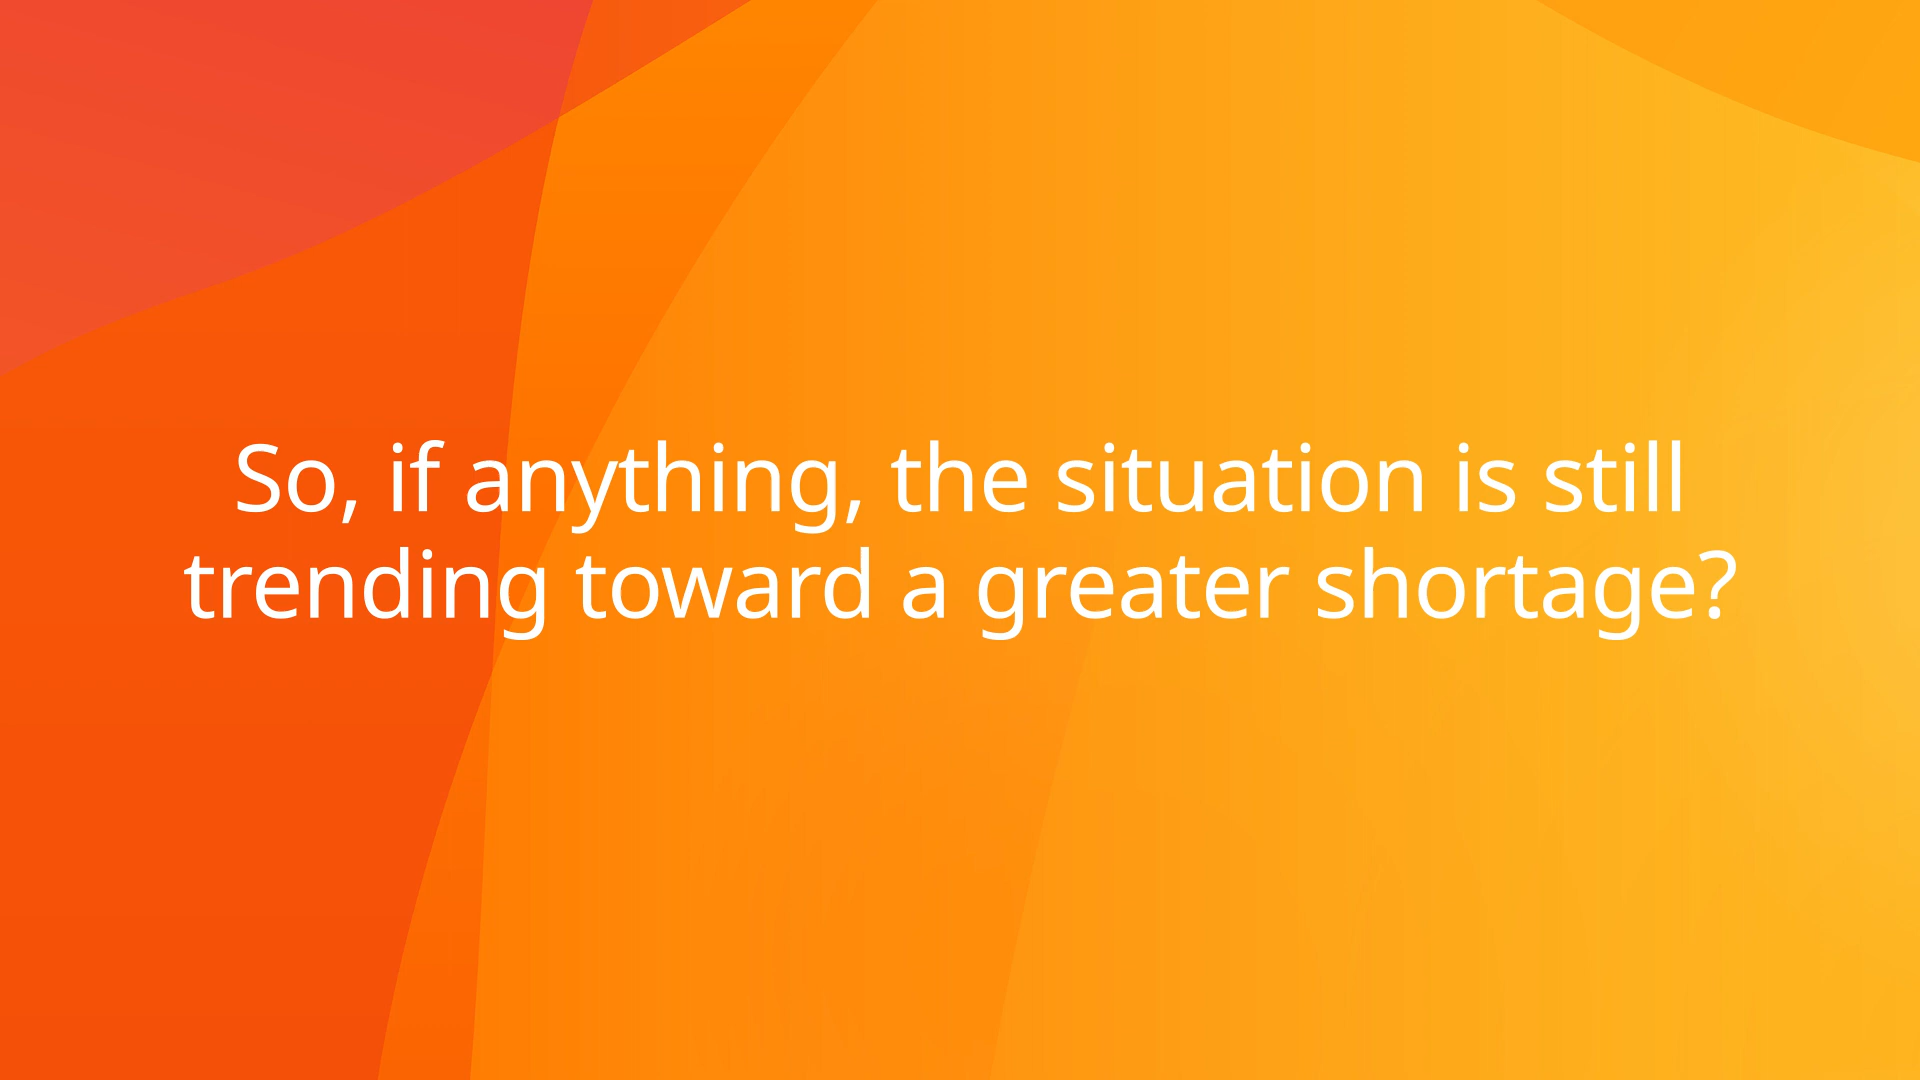 So, if anything, the situation is still
trending toward a greater shortage?